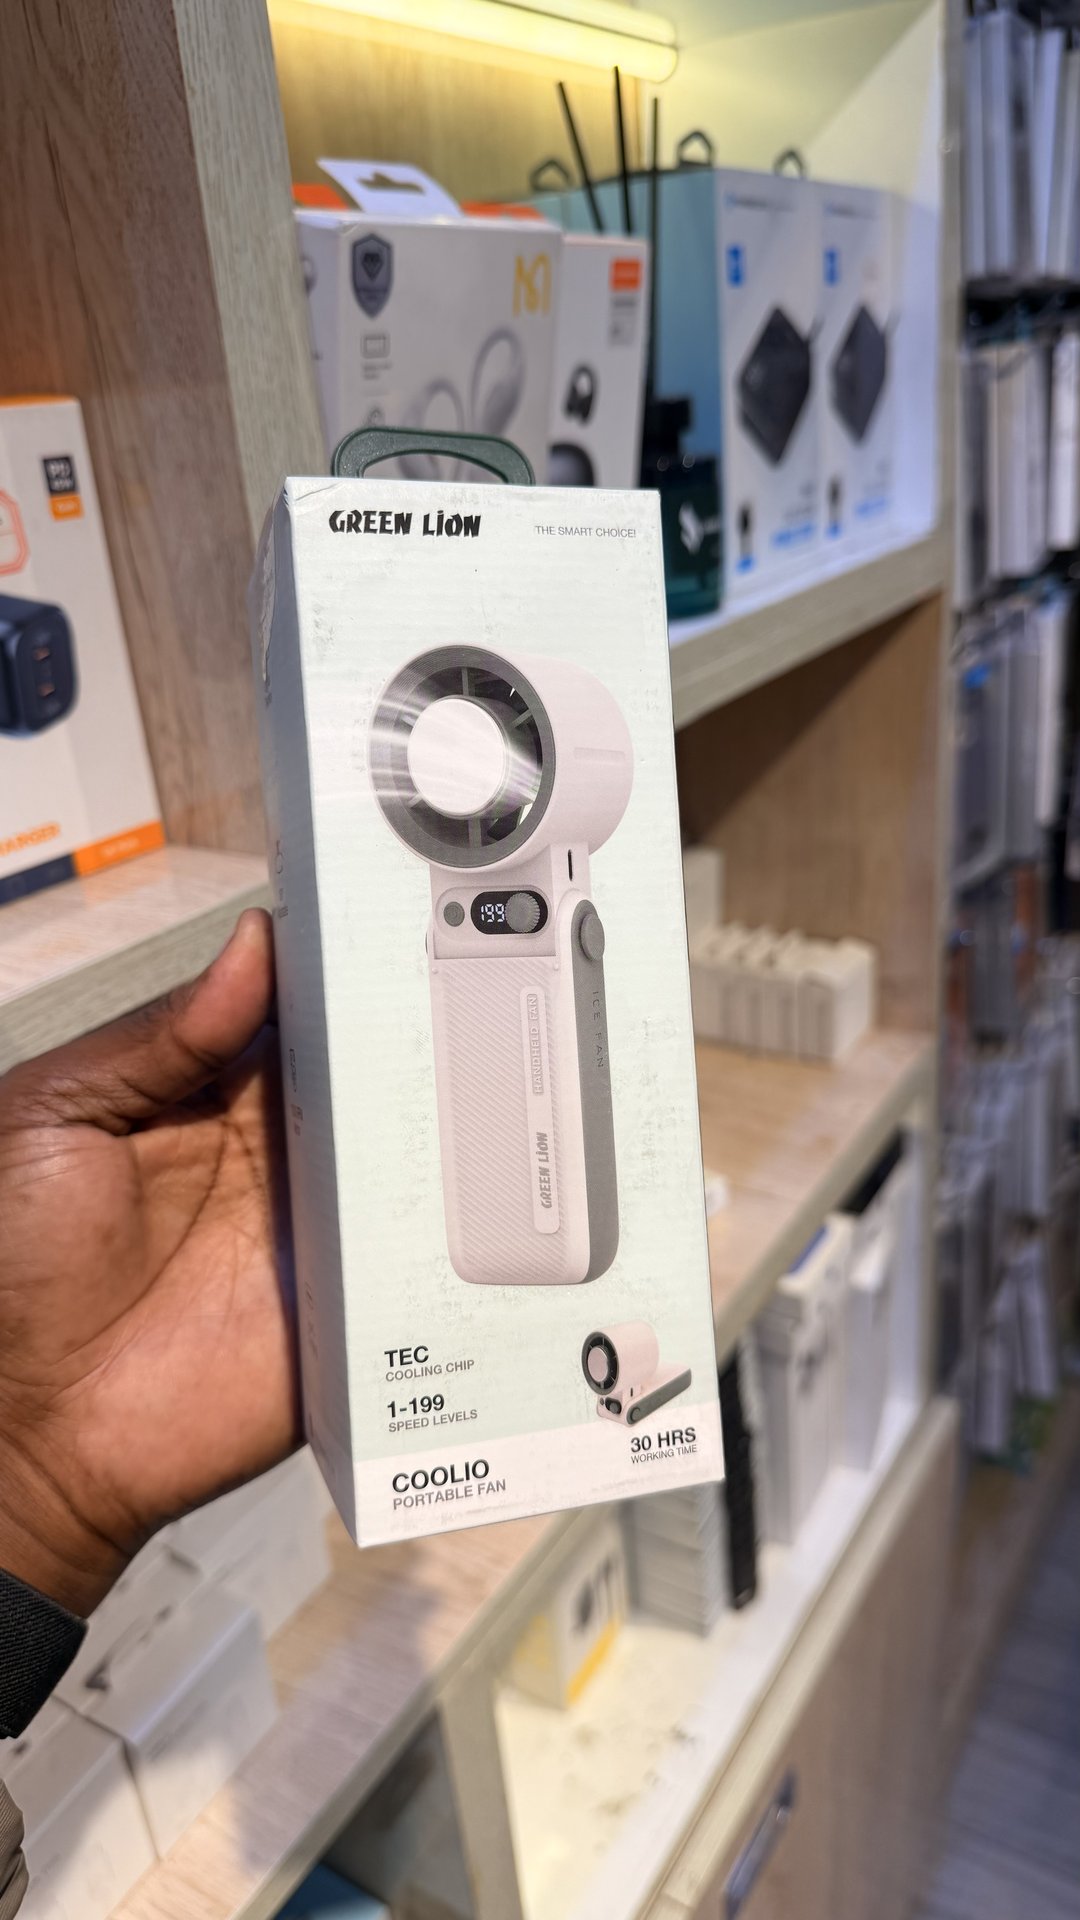 GREEN LiON
THE SMART CHOICE!
199
HANDHELD FAN
GREEN LiON
ICE FAN
TEC
COOLING CHIP
1-199
SPEED LEVELS
30 HRS
WORKING TIME
COOLIO
PORTABLE FAN